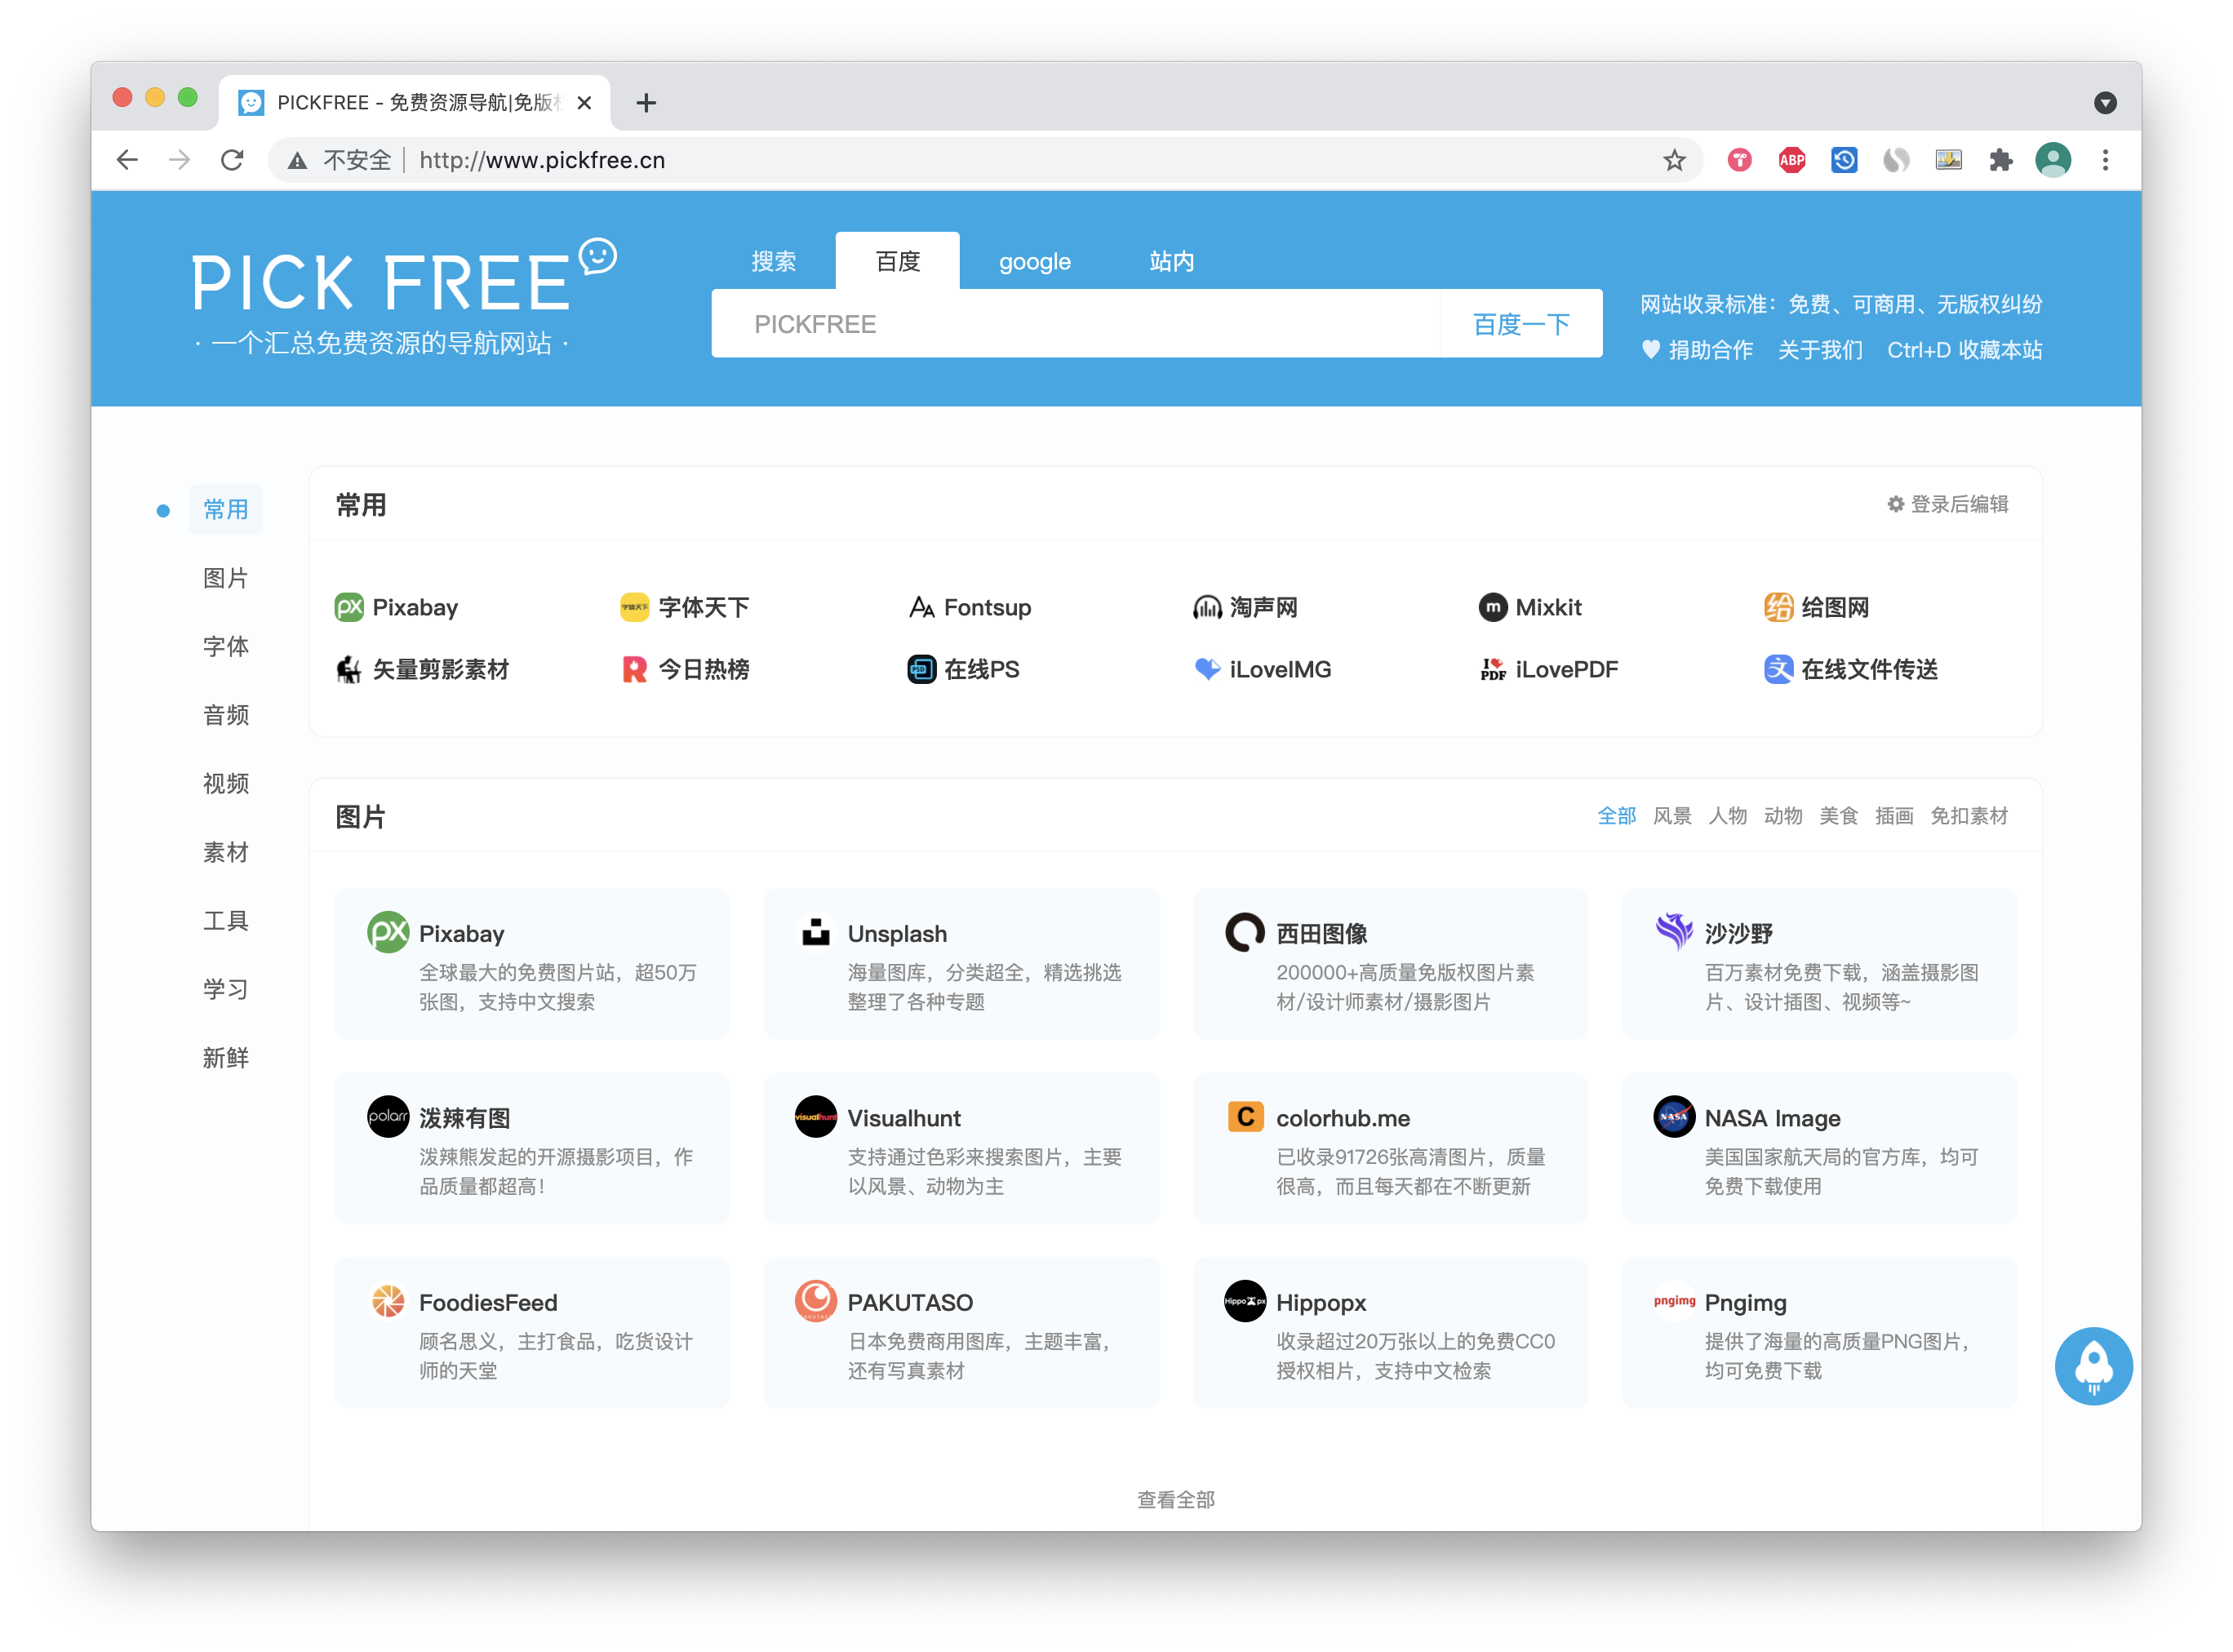 PICKFREE - 免费资源导航|免版
不安全 | http://www.pickfree.cn
PICK FREE
· 一个汇总免费资源的导航网站 ·
搜索 百度 google 站内
PICKFREE 百度一下
网站收录标准：免费、可商用、无版权纠纷
捐助合作 关于我们 Ctrl+D 收藏本站
常用
图片
字体
音频
视频
素材
工具
学习
新鲜
常用 登录后编辑
Pixabay 字体天下 Fontsup 淘声网 Mixkit 给图网
矢量剪影素材 今日热榜 在线PS iLoveIMG iLovePDF 在线文件传送
图片 全部 风景 人物 动物 美食 插画 免扣素材
Pixabay
全球最大的免费图片站，超50万
张图，支持中文搜索
Unsplash
海量图库，分类超全，精选挑选
整理了各种专题
西田图像
200000+高质量免版权图片素
材/设计师素材/摄影图片
沙沙野
百万素材免费下载，涵盖摄影图
片、设计插图、视频等~
泼辣有图
泼辣熊发起的开源摄影项目，作
品质量都超高！
Visualhunt
支持通过色彩来搜索图片，主要
以风景、动物为主
colorhub.me
已收录91726张高清图片，质量
很高，而且每天都在不断更新
NASA Image
美国国家航天局的官方库，均可
免费下载使用
FoodiesFeed
顾名思义，主打食品，吃货设计
师的天堂
PAKUTASO
日本免费商用图库，主题丰富，
还有写真素材
Hippopx
收录超过20万张以上的免费CC0
授权相片，支持中文检索
Pngimg
提供了海量的高质量PNG图片，
均可免费下载
查看全部